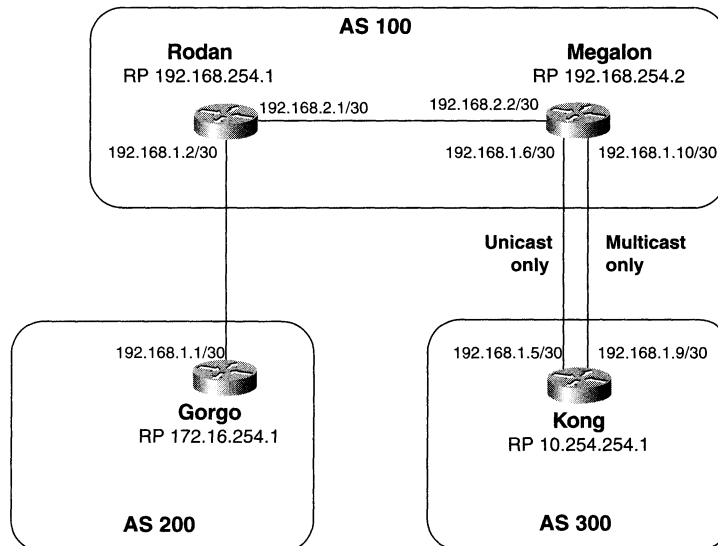 AS 100
Rodan
RP 192.168.254.1
Megalon
RP 192.168.254.2
192.168.2.1/30
192.168.2.2/30
192.168.1.2/30
192.168.1.6/30
192.168.1.10/30
Unicast
only
Multicast
only
192.168.1.1/30
Gorgo
RP 172.16.254.1
AS 200
192.168.1.5/30
192.168.1.9/30
Kong
RP 10.254.254.1
AS 300